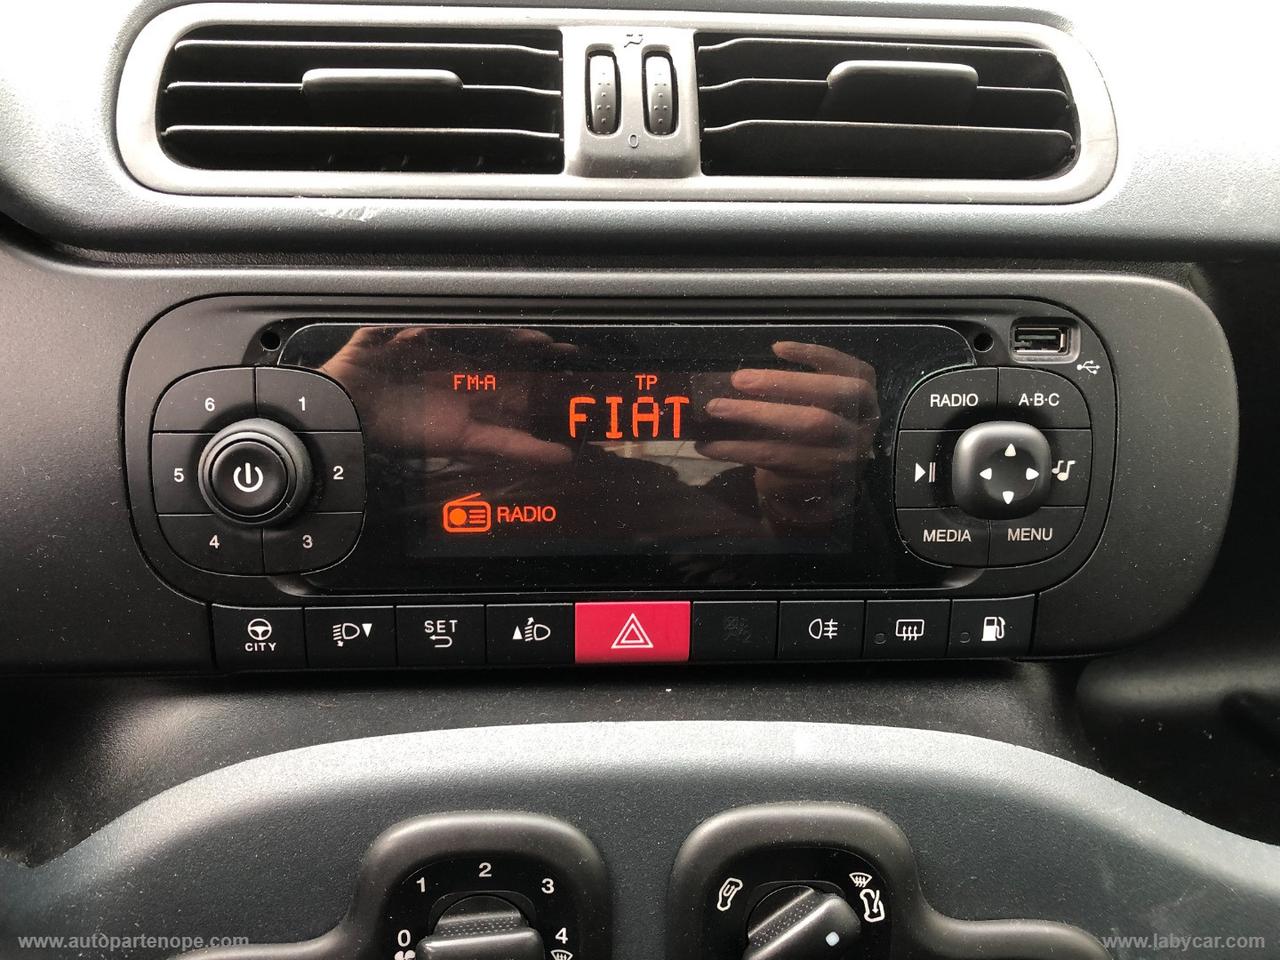 0
FM-A TP
FIAT
RADIO
6 1
5 2
4 3
RADIO A·B·C
MEDIA MENU
CITY
SET
1 2 3
0 4
www.autopartenope.com
www.labycar.com